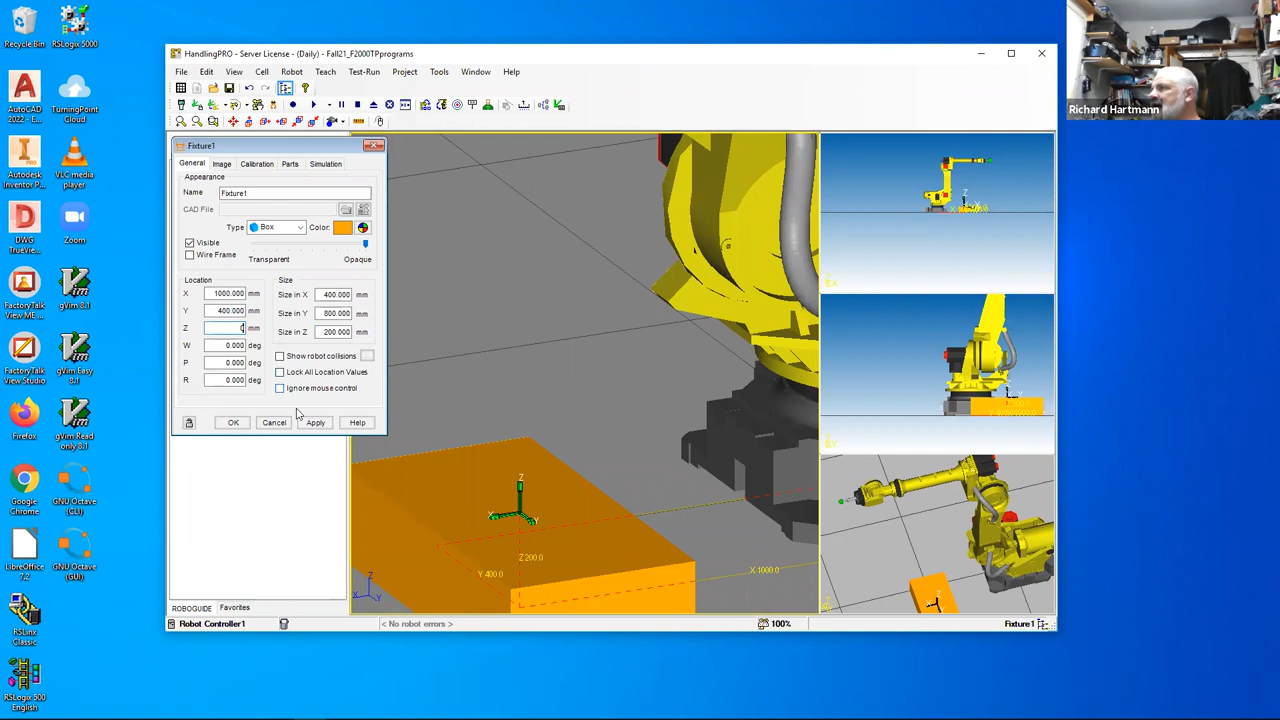 Recycle Bin
RSLogix 5000
AutoCAD 2022 - E...
TurningPoint Cloud
Autodesk Inventor P...
VLC media player
DWG TrueView...
Zoom
FactoryTalk View ME ...
gVim 8.1
FactoryTalk View Studio
gVim Easy 8.1
Firefox
gVim Read only 8.1
Google Chrome
GNU Octave (CLI)
LibreOffice 7.2
GNU Octave (GUI)
RSLinx Classic
RSLogix 500 English
HandlingPRO - Server License - (Daily) - Fall21_F2000TPprograms
File Edit View Cell Robot Teach Test-Run Project Tools Window Help
Fixture1
General Image Calibration Parts Simulation
Appearance
Name Fixture1
CAD File
Type Box Color:
Visible
Wire Frame
Transparent Opaque
Location Size
X 1000.000 mm Size in X 400.000 mm
Y 400.000 mm Size in Y 800.000 mm
Z 0 mm Size in Z 200.000 mm
W 0.000 deg
P 0.000 deg
R 0.000 deg
Show robot collisions
Lock All Location Values
Ignore mouse control
OK Cancel Apply Help
Z
X Y
Z 200.0
Y 400.0
X 1000.0
Z
X Y
ROBOGUIDE Favorites
Robot Controller1 < No robot errors > 100% Fixture1
Richard Hartmann